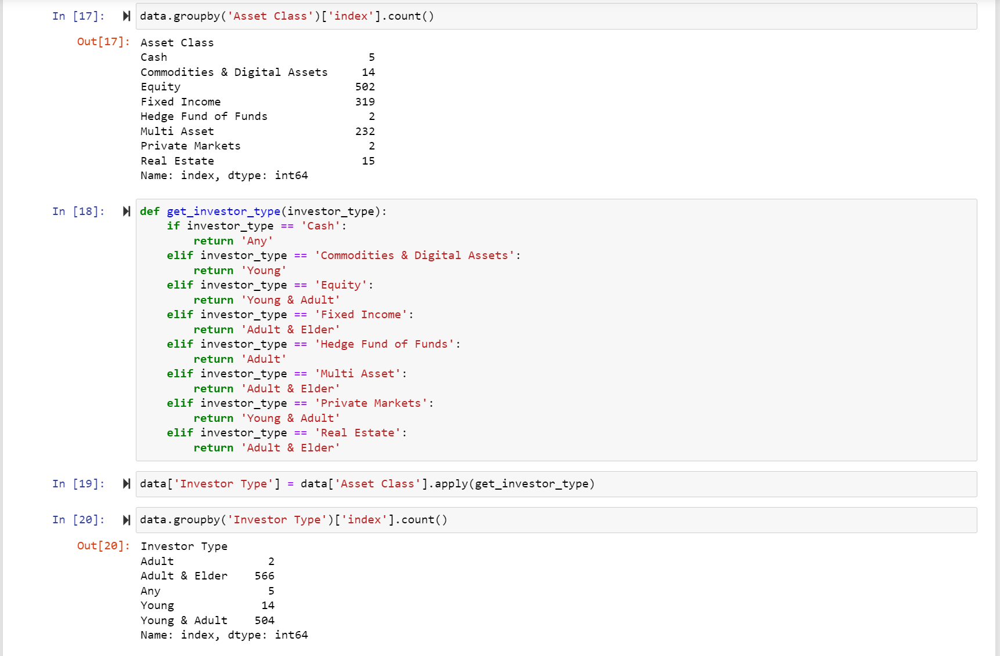 In [17]: data.groupby('Asset Class')['index'].count()
Out[17]: Asset Class
Cash                               5
Commodities & Digital Assets     14
Equity                          502
Fixed Income                    319
Hedge Fund of Funds               2
Multi Asset                     232
Private Markets                   2
Real Estate                      15
Name: index, dtype: int64
In [18]: def get_investor_type(investor_type):
    if investor_type == 'Cash':
        return 'Any'
    elif investor_type == 'Commodities & Digital Assets':
        return 'Young'
    elif investor_type == 'Equity':
        return 'Young & Adult'
    elif investor_type == 'Fixed Income':
        return 'Adult & Elder'
    elif investor_type == 'Hedge Fund of Funds':
        return 'Adult'
    elif investor_type == 'Multi Asset':
        return 'Adult & Elder'
    elif investor_type == 'Private Markets':
        return 'Young & Adult'
    elif investor_type == 'Real Estate':
        return 'Adult & Elder'
In [19]: data['Investor Type'] = data['Asset Class'].apply(get_investor_type)
In [20]: data.groupby('Investor Type')['index'].count()
Out[20]: Investor Type
Adult              2
Adult & Elder    566
Any                5
Young             14
Young & Adult    504
Name: index, dtype: int64